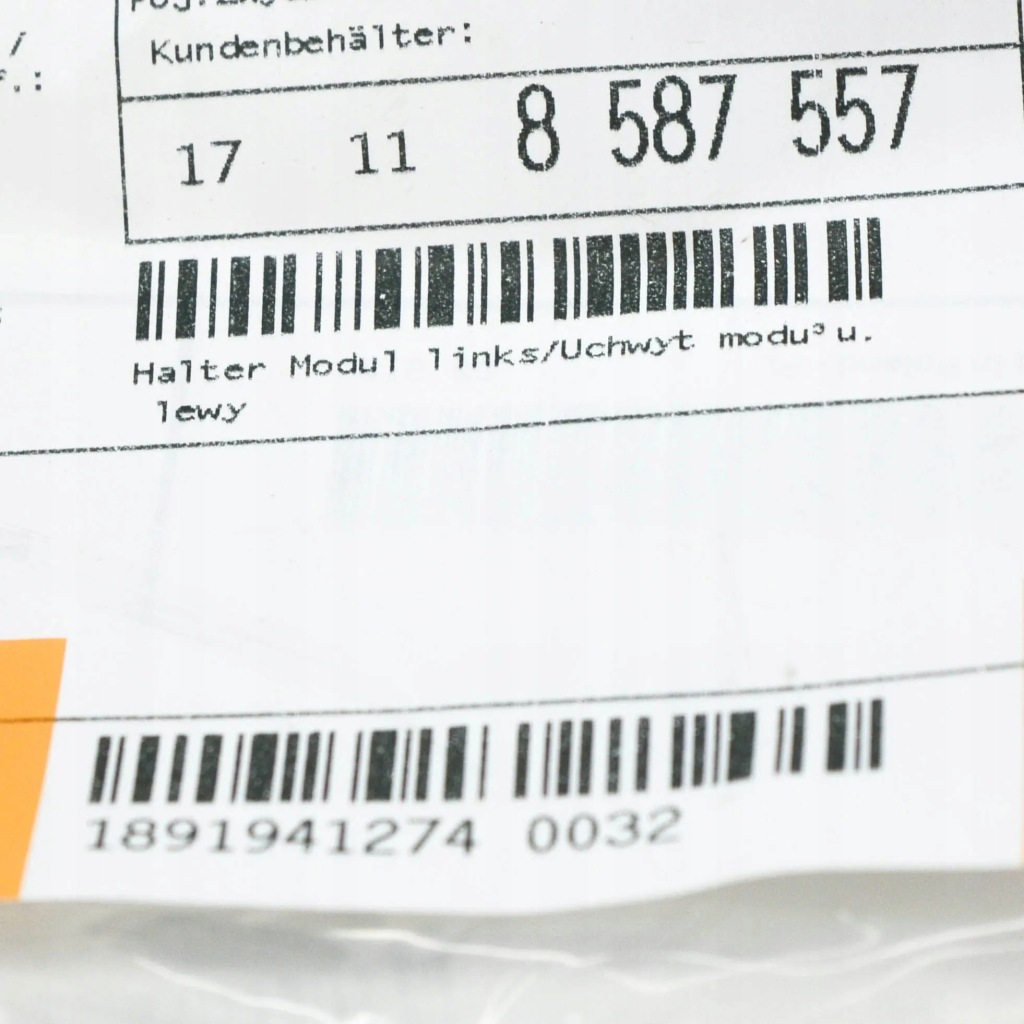 /
Kundenbehälter:
17 11 8 587 557
Halter Modul links/Uchwyt modu³u.
lewy
1891941274 0032